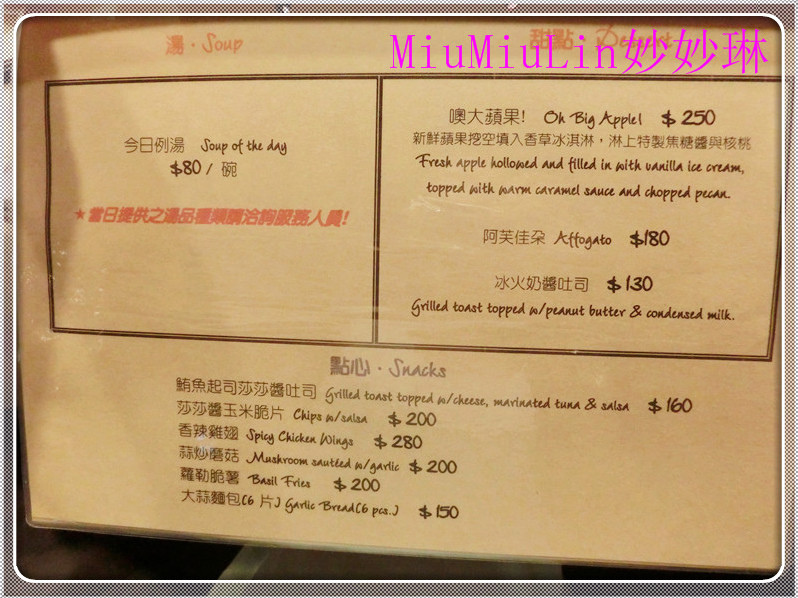 MiuMiuLin妙妙琳
湯·Soup
今日例湯 Soup of the day
$80 / 碗
★當日提供之湯品種類請洽詢服務人員!
甜點·Dessert
噢大蘋果! Oh Big Apple! $250
新鮮蘋果挖空填入香草冰淇淋，淋上特製焦糖醬與核桃
Fresh apple hollowed and filled in with vanilla ice cream,
topped with warm caramel sauce and chopped pecan.
阿芙佳朵 Affogato $180
冰火奶醬吐司 $130
Grilled toast topped w/peanut butter & condensed milk.
點心·Snacks
鮪魚起司莎莎醬吐司 Grilled toast topped w/cheese, marinated tuna & salsa $160
莎莎醬玉米脆片 Chips w/salsa $200
香辣雞翅 Spicy Chicken Wings $280
蒜炒蘑菇 Mushroom sautéed w/garlic $200
蘿勒脆薯 Basil Fries $200
大蒜麵包(6 片) Garlic Bread(6 pcs.) $150